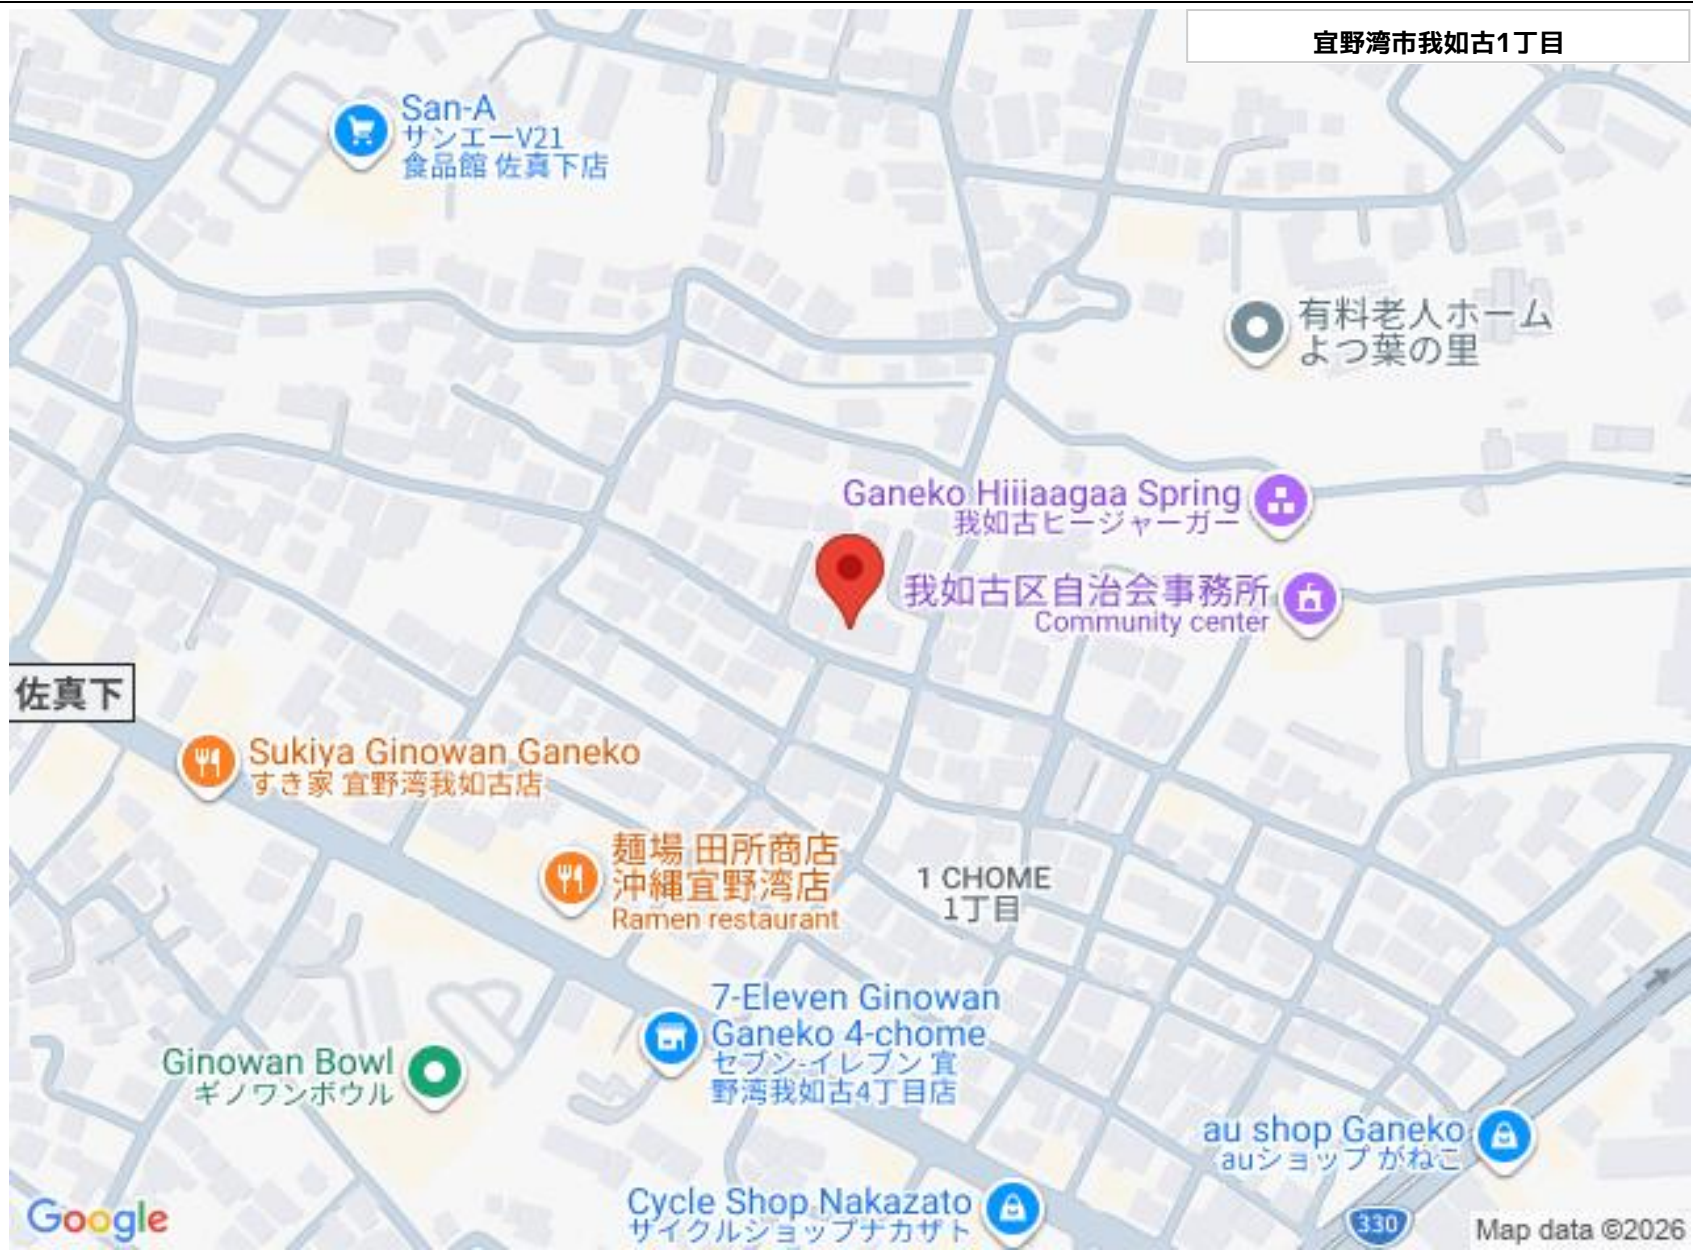 宜野湾市我如古1丁目
San-A
サンエーV21
食品館 佐真下店
有料老人ホーム
よつ葉の里
Ganeko Hiiiaagaa Spring
我如古ヒージャーガー
我如古区自治会事務所
Community center
佐真下
Sukiya Ginowan Ganeko
すき家 宜野湾我如古店
麺場 田所商店
沖縄宜野湾店
Ramen restaurant
1 CHOME
1丁目
7-Eleven Ginowan
Ganeko 4-chome
セブン-イレブン 宜
野湾我如古4丁目店
Ginowan Bowl
ギノワンボウル
au shop Ganeko
auショップ がねこ
Cycle Shop Nakazato
サイクルショップナカザト
330
Google
Map data ©2026